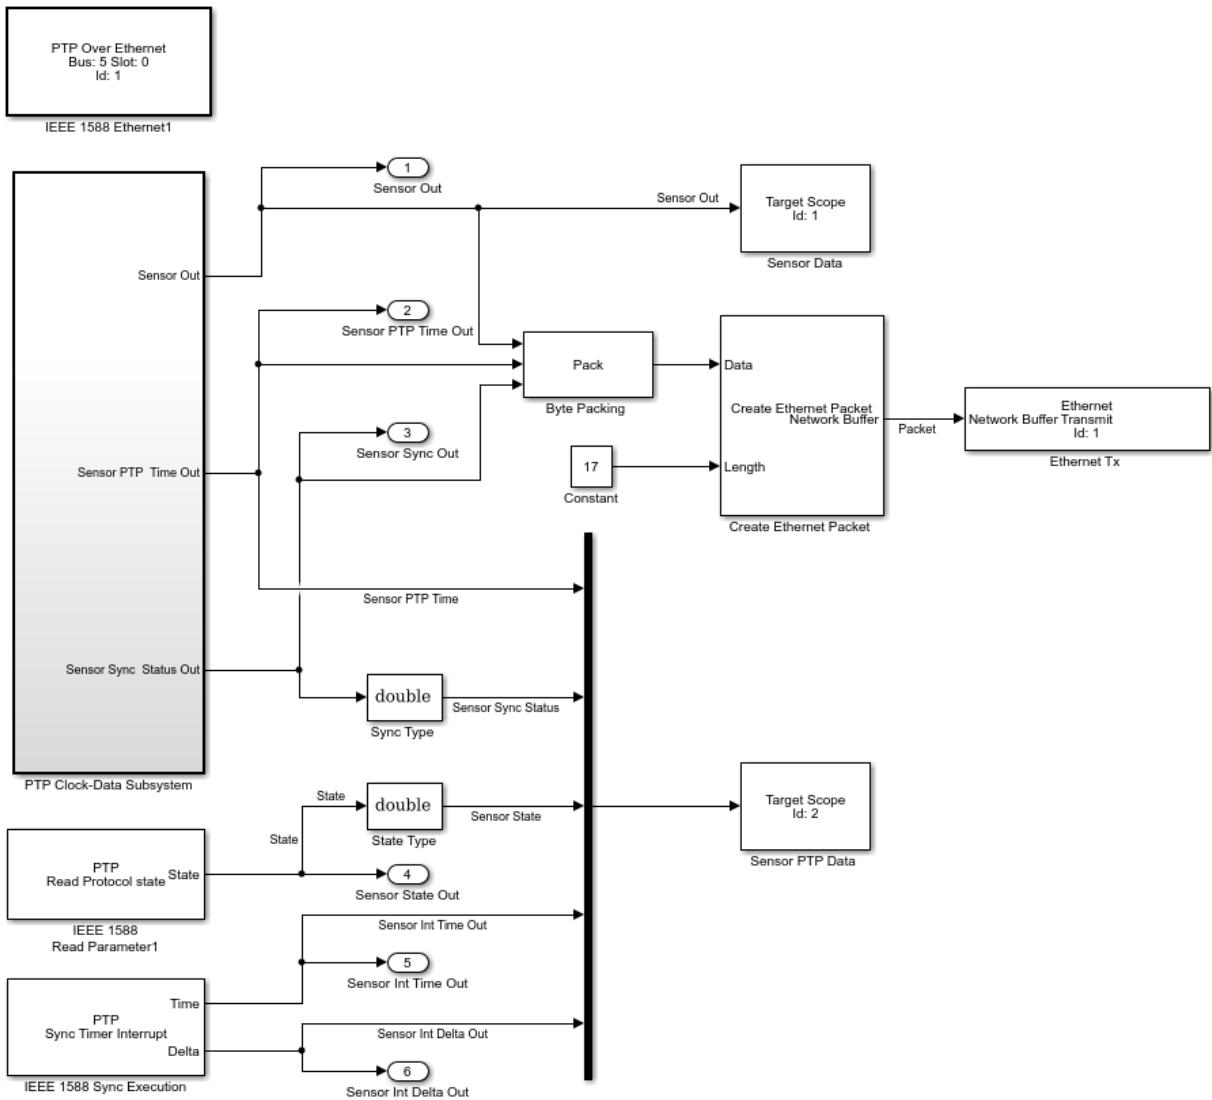 PTP Over Ethernet
Bus: 5 Slot: 0
Id: 1
IEEE 1588 Ethernet1
1
Sensor Out
Sensor Out
Target Scope
Id: 1
Sensor Data
Sensor Out
2
Sensor PTP Time Out
Pack
Byte Packing
Data
Create Ethernet Packet
Network Buffer
Length
Create Ethernet Packet
Packet
Ethernet
Network Buffer Transmit
Id: 1
Ethernet Tx
3
Sensor Sync Out
17
Constant
Sensor PTP  Time Out
Sensor PTP Time
Sensor Sync  Status Out
double
Sync Type
Sensor Sync Status
PTP Clock-Data Subsystem
State
double
State Type
Sensor State
Target Scope
Id: 2
Sensor PTP Data
State
PTP
Read Protocol state
State
IEEE 1588
Read Parameter1
4
Sensor State Out
Sensor Int Time Out
5
Sensor Int Time Out
Time
PTP
Sync Timer Interrupt
Delta
IEEE 1588 Sync Execution
Sensor Int Delta Out
6
Sensor Int Delta Out